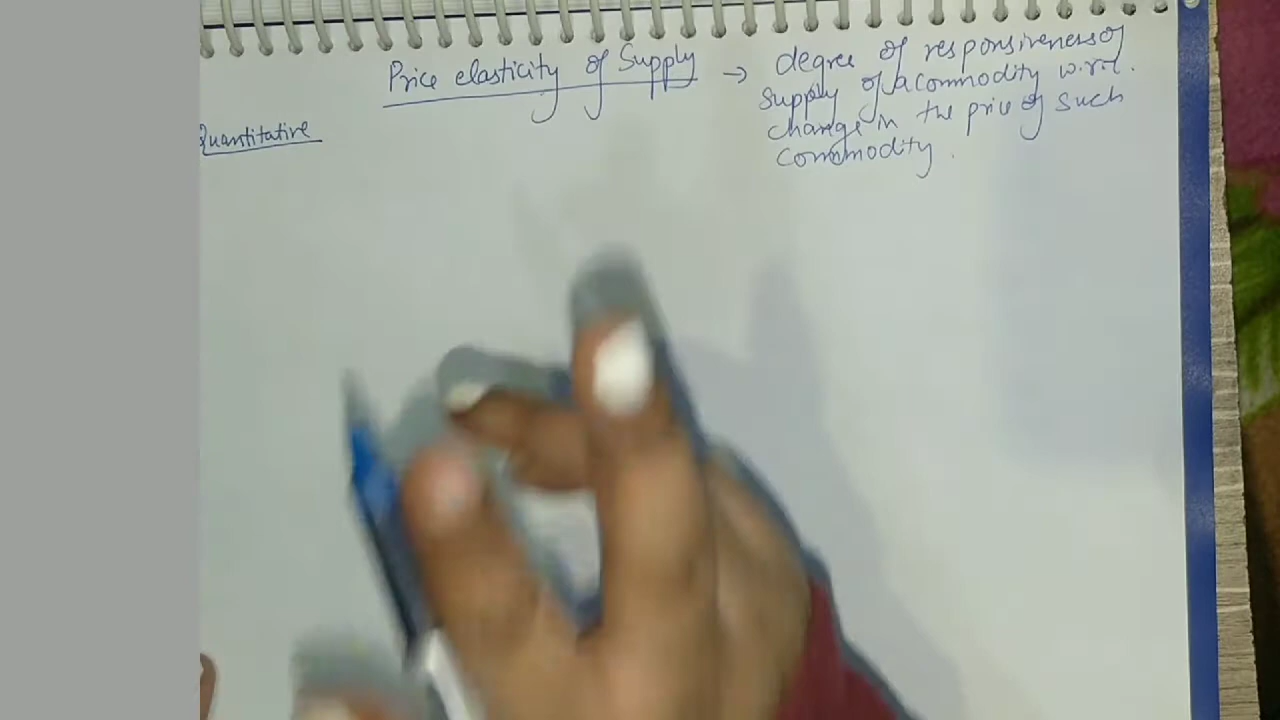 Price elasticity of Supply → degree of responsiveness of
supply of a commodity w.r.t.
change in the price of such
commodity.
Quantitative